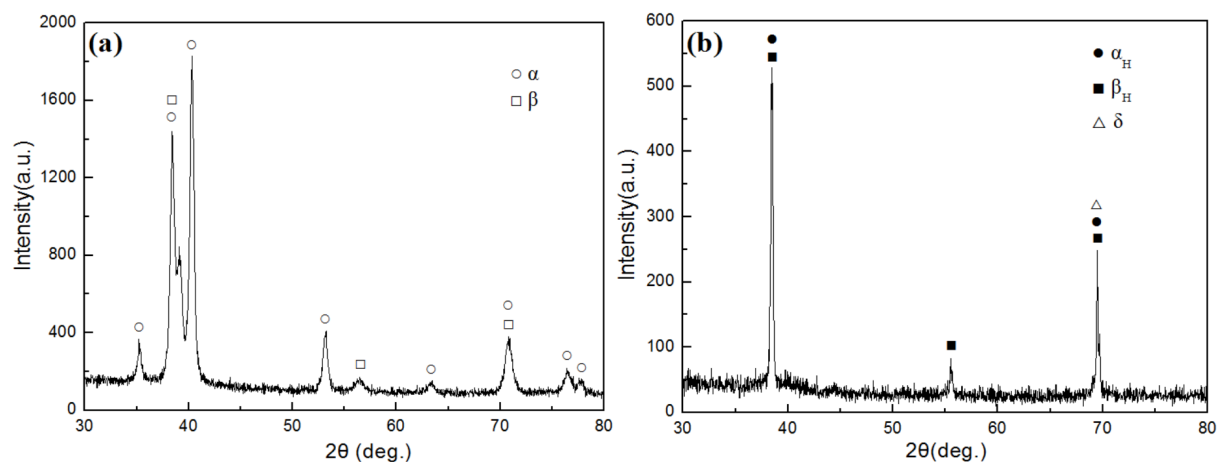 (a)
Intensity(a.u.)
2000
1600
1200
800
400
0
30 40 50 60 70 80
2θ (deg.)
○ α
□ β
(b)
Intensity(a.u.)
600
500
400
300
200
100
0
30 40 50 60 70 80
2θ(deg.)
● αH
■ βH
△ δ